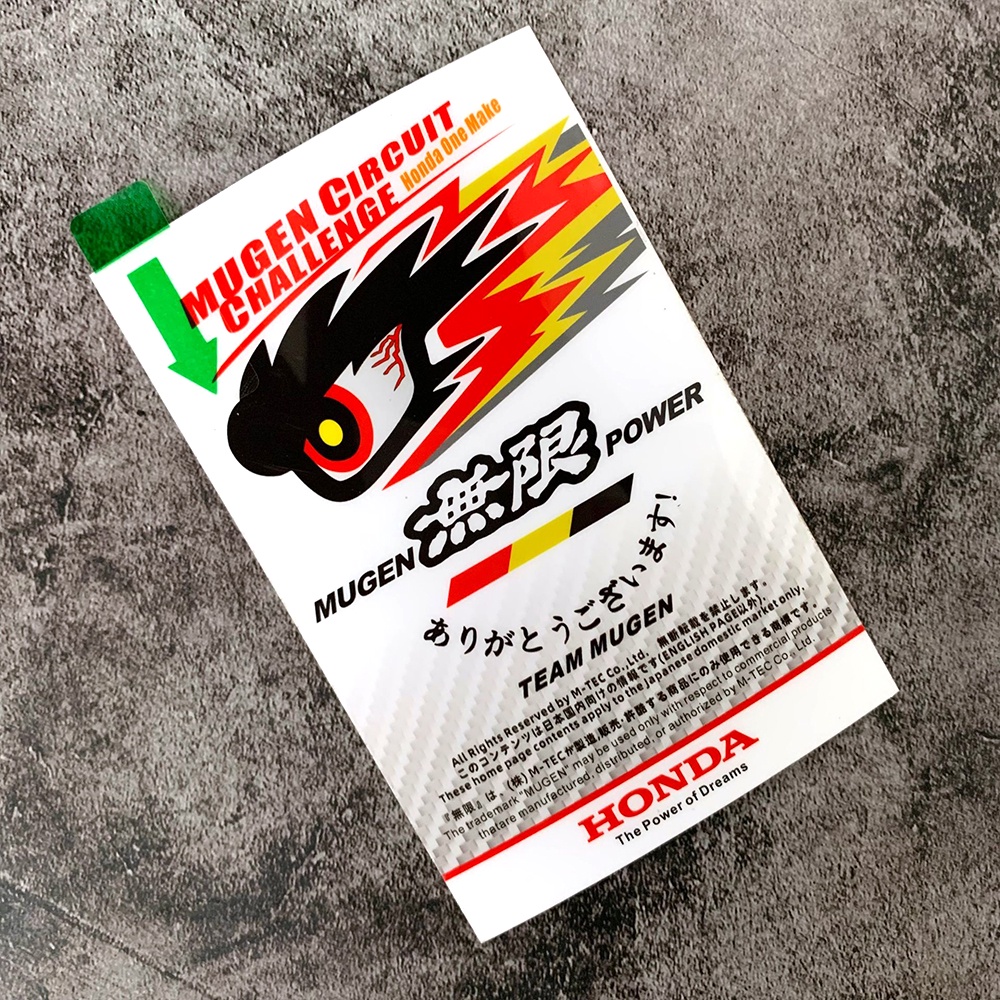 MUGEN CIRCUIT
CHALLENGE Honda One Make
MUGEN 無限 POWER
ありがとうございます!
TEAM MUGEN
All Rights Reserved by M-TEC Co., Ltd. 無断転載を禁止します。
このコンテンツは日本国内向けの情報です(ENGLISH PAGE以外)。
These home page contents apply to the Japanese domestic market only.
『無限』は、(株)M-TECが製造、販売、許諾する商品にのみ使用できる商標です。
The trademark "MUGEN" may be used only with respect to commercial products
thatare manufactured, distributed, or authorized by M-TEC Co., Ltd.
HONDA
The Power of Dreams